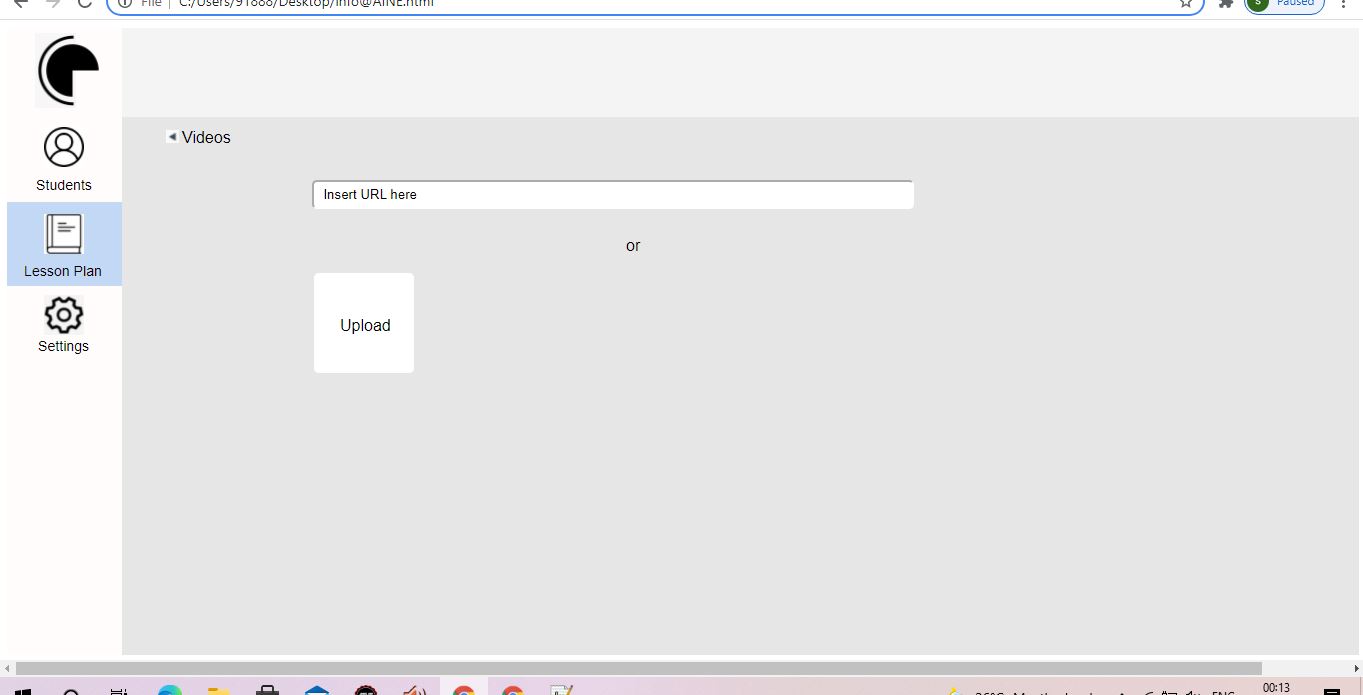 File
C:/Users/91888/Desktop/info@AINE.html
S
Paused
Videos
Students
Insert URL here
or
Lesson Plan
Upload
Settings
00:13